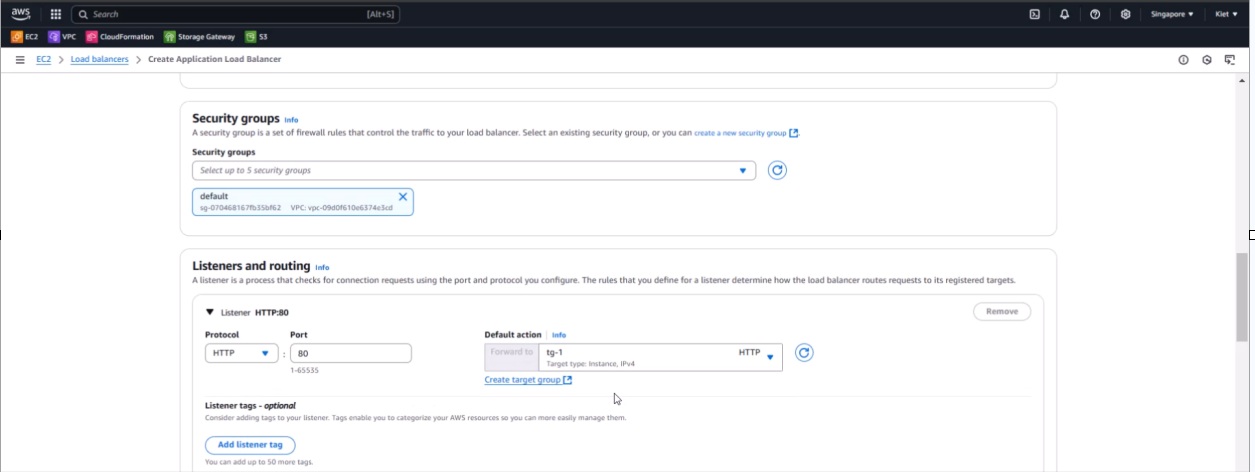 aws Search [Alt+S] Singapore Kiet
EC2 VPC CloudFormation Storage Gateway S3
EC2 > Load balancers > Create Application Load Balancer
Security groups Info
A security group is a set of firewall rules that control the traffic to your load balancer. Select an existing security group, or you can create a new security group.
Security groups
Select up to 5 security groups
default
sg-070468167fb35bf62 VPC: vpc-09d0f610e6374e3cd
Listeners and routing Info
A listener is a process that checks for connection requests using the port and protocol you configure. The rules that you define for a listener determine how the load balancer routes requests to its registered targets.
Listener HTTP:80 Remove
Protocol Port Default action Info
HTTP : 80 Forward to tg-1 HTTP
Target type: Instance, IPv4
1-65535
Create target group
Listener tags - optional
Consider adding tags to your listener. Tags enable you to categorize your AWS resources so you can more easily manage them.
Add listener tag
You can add up to 50 more tags.